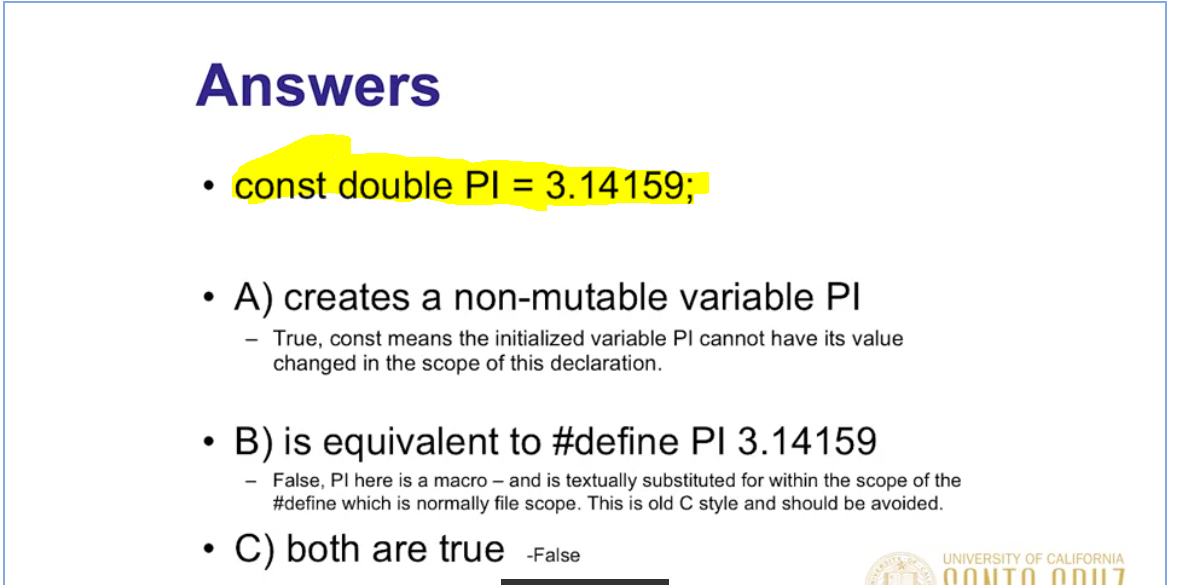 Answers
• const double PI = 3.14159;
• A) creates a non-mutable variable PI
– True, const means the initialized variable PI cannot have its value
changed in the scope of this declaration.
• B) is equivalent to #define PI 3.14159
– False, PI here is a macro – and is textually substituted for within the scope of the
#define which is normally file scope. This is old C style and should be avoided.
• C) both are true -False
UNIVERSITY OF CALIFORNIA